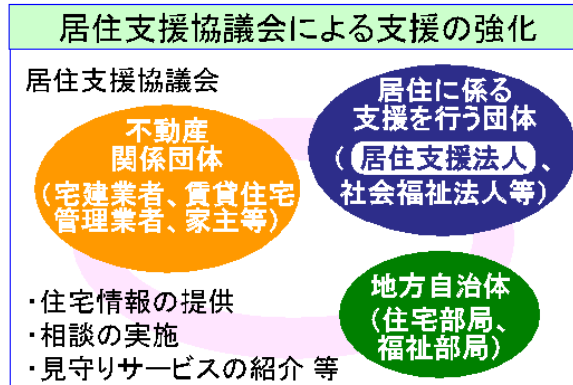 居住支援協議会による支援の強化
居住支援協議会
不動産
関係団体
(宅建業者、賃貸住宅
管理業者、家主等)
居住に係る
支援を行う団体
(居住支援法人、
社会福祉法人等)
地方自治体
(住宅部局、
福祉部局)
・住宅情報の提供
・相談の実施
・見守りサービスの紹介 等